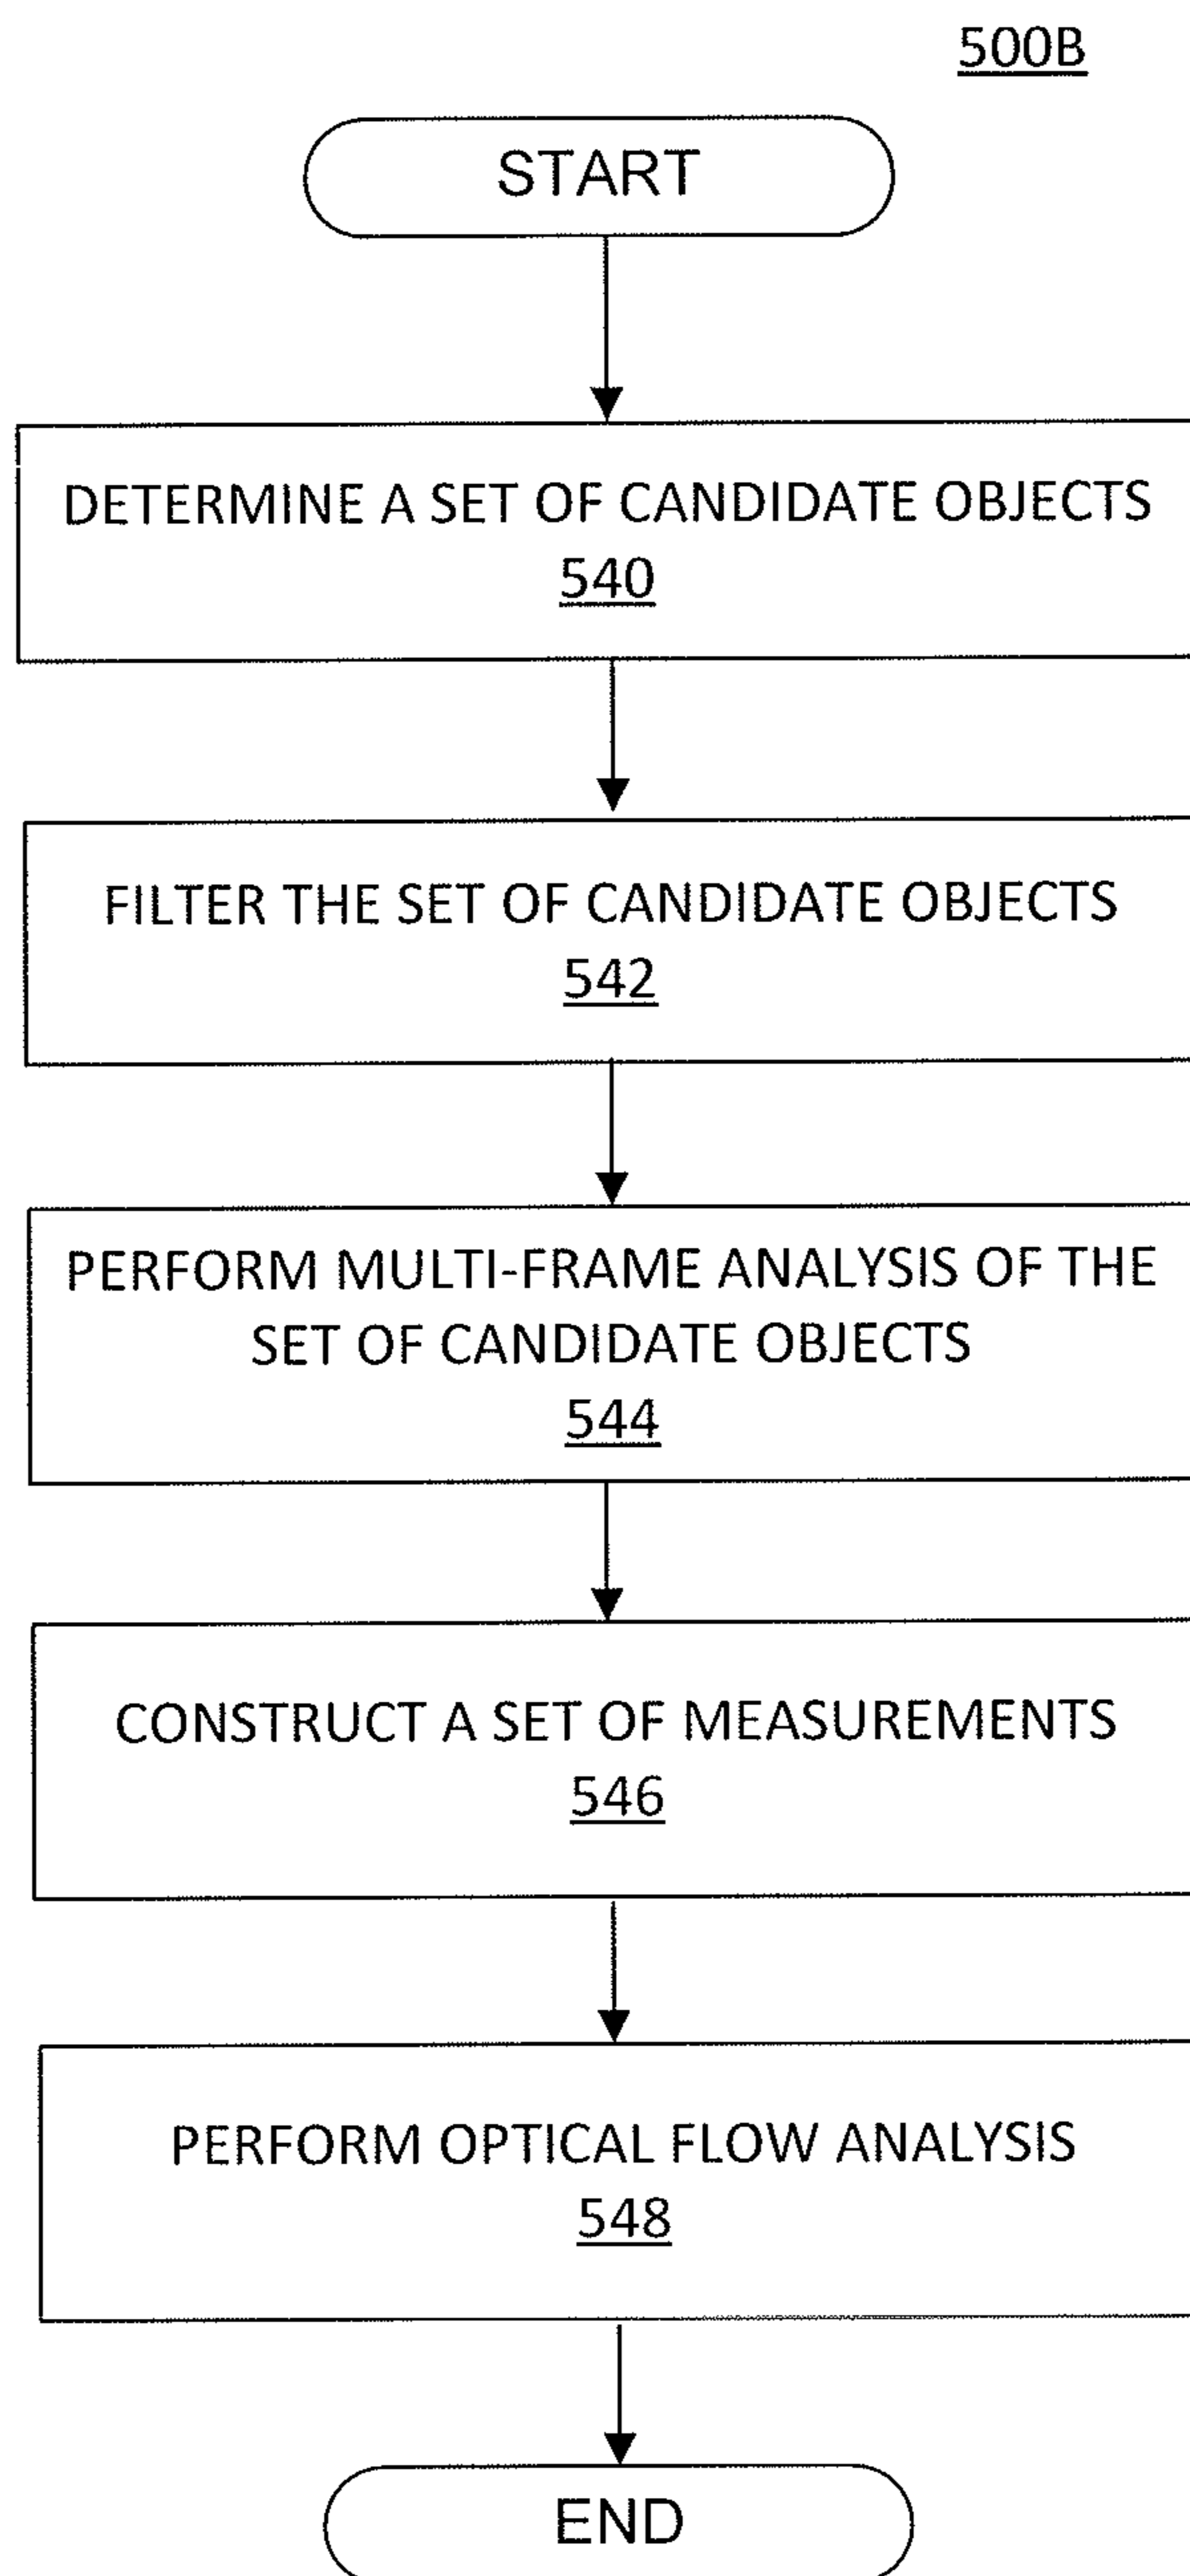 500B
START
DETERMINE A SET OF CANDIDATE OBJECTS
540
FILTER THE SET OF CANDIDATE OBJECTS
542
PERFORM MULTI-FRAME ANALYSIS OF THE
SET OF CANDIDATE OBJECTS
544
CONSTRUCT A SET OF MEASUREMENTS
546
PERFORM OPTICAL FLOW ANALYSIS
548
END